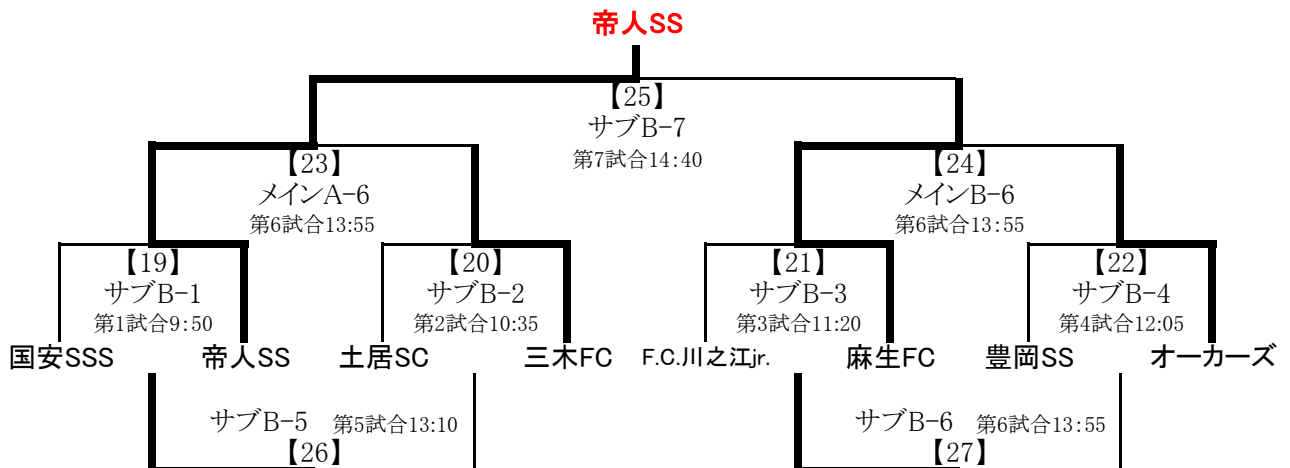 帝人SS
【25】
サブB-7
第7試合14:40
【23】 【24】
メインA-6 メインB-6
第6試合13:55 第6試合13:55
【19】 【20】 【21】 【22】
サブB-1 サブB-2 サブB-3 サブB-4
第1試合9:50 第2試合10:35 第3試合11:20 第4試合12:05
国安SSS 帝人SS 土居SC 三木FC F.C.川之江jr. 麻生FC 豊岡SS オーカーズ
サブB-5 第5試合13:10 サブB-6 第6試合13:55
【26】 【27】